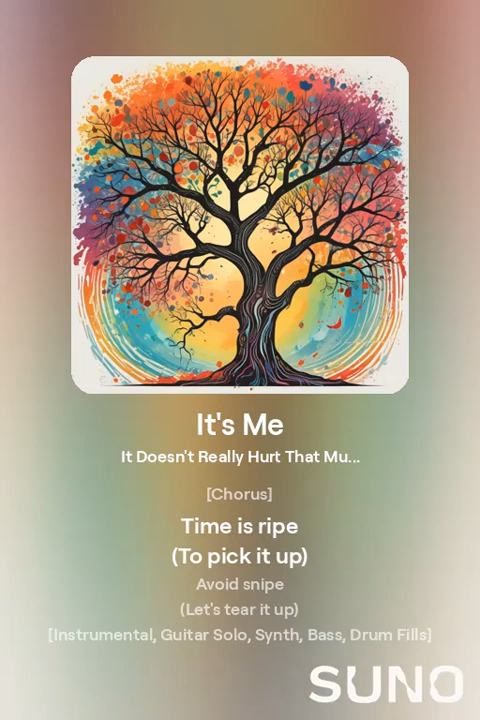 It's Me
It Doesn't Really Hurt That Mu...
[Chorus]
Time is ripe
(To pick it up)
Avoid snipe
(Let's tear it up)
[Instrumental, Guitar Solo, Synth, Bass, Drum Fills]
SUNO